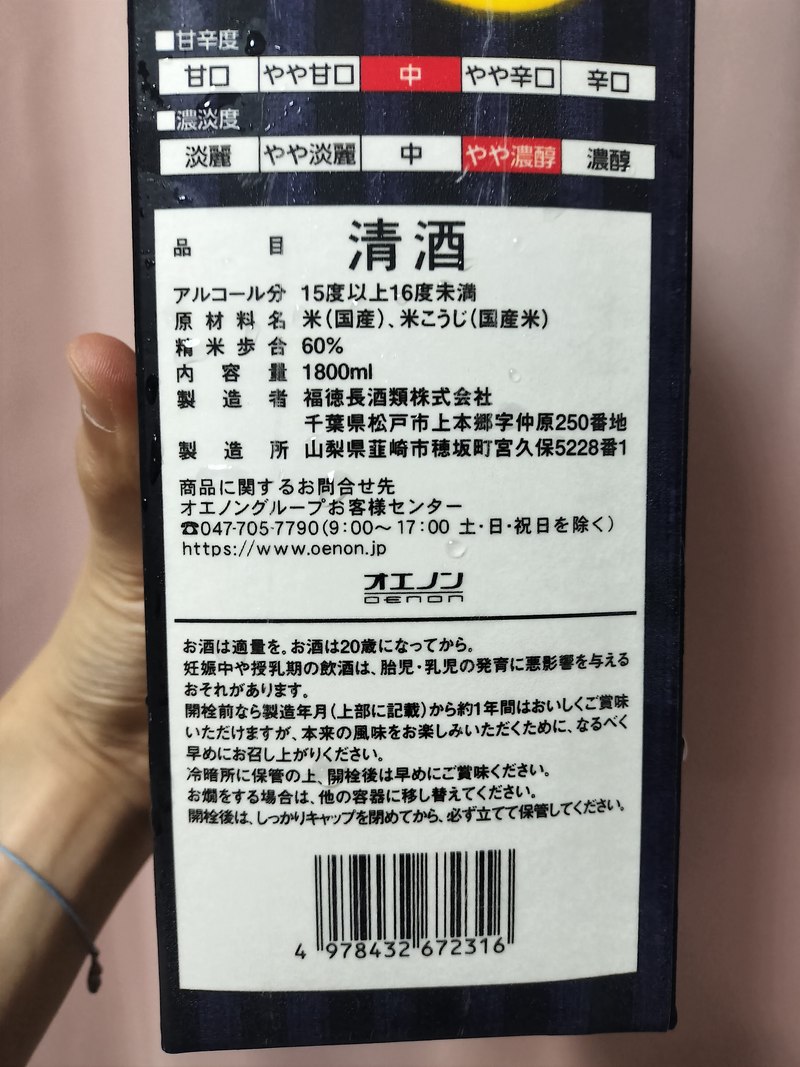 ■甘辛度
甘口 やや甘口 中 やや辛口 辛口
■濃淡度
淡麗 やや淡麗 中 やや濃醇 濃醇
品目 清酒
アルコール分 15度以上16度未満
原材料名 米(国産)、米こうじ(国産米)
精米歩合 60%
内容量 1800ml
製造者 福徳長酒類株式会社
千葉県松戸市上本郷字仲原250番地
製造所 山梨県韮崎市穂坂町宮久保5228番1
商品に関するお問合せ先
オエノングループお客様センター
☎047-705-7790(9:00〜17:00 土・日・祝日を除く)
https://www.oenon.jp
オエノン
OENON
お酒は適量を。お酒は20歳になってから。
妊娠中や授乳期の飲酒は、胎児・乳児の発育に悪影響を与える
おそれがあります。
開栓前なら製造年月(上部に記載)から約1年間はおいしくご賞味
いただけますが、本来の風味をお楽しみいただくために、なるべく
早めにお召し上がりください。
冷暗所に保管の上、開栓後は早めにご賞味ください。
お燗をする場合は、他の容器に移し替えてください。
開栓後は、しっかりキャップを閉めてから、必ず立てて保管してください。
4 978432 672316